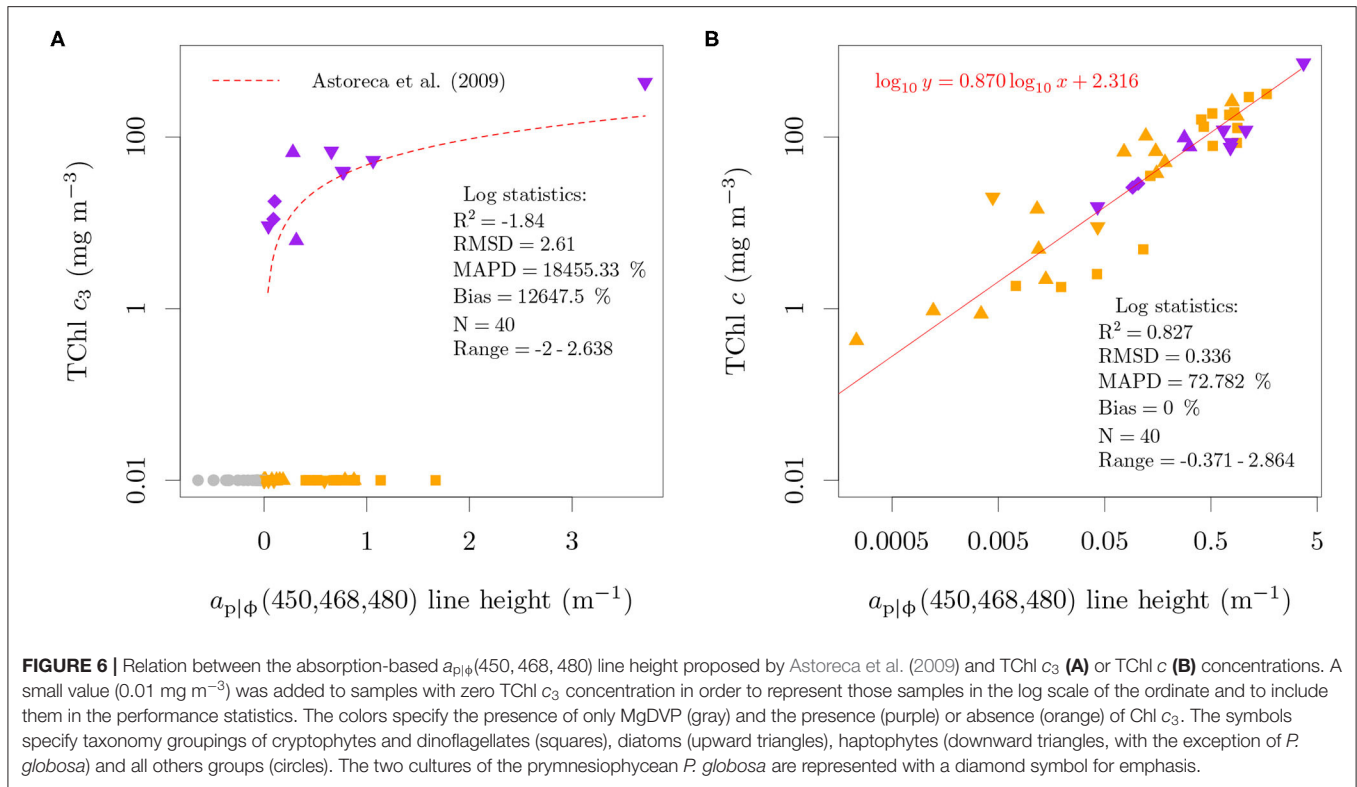 A
Astoreca et al. (2009)
TChl c₃ (mg m⁻³)
100
1
0.01
Log statistics:
R² = -1.84
RMSD = 2.61
MAPD = 18455.33 %
Bias = 12647.5 %
N = 40
Range = -2 - 2.638
0 1 2 3
a_p|ϕ(450,468,480) line height (m⁻¹)
B
log₁₀ y = 0.870 log₁₀ x + 2.316
TChl c (mg m⁻³)
100
1
0.01
Log statistics:
R² = 0.827
RMSD = 0.336
MAPD = 72.782 %
Bias = 0 %
N = 40
Range = -0.371 - 2.864
0.0005 0.005 0.05 0.5 5
a_p|ϕ(450,468,480) line height (m⁻¹)
FIGURE 6 | Relation between the absorption-based a_p|ϕ(450, 468, 480) line height proposed by Astoreca et al. (2009) and TChl c₃ (A) or TChl c (B) concentrations. A
small value (0.01 mg m⁻³) was added to samples with zero TChl c₃ concentration in order to represent those samples in the log scale of the ordinate and to include
them in the performance statistics. The colors specify the presence of only MgDVP (gray) and the presence (purple) or absence (orange) of Chl c₃. The symbols
specify taxonomy groupings of cryptophytes and dinoflagellates (squares), diatoms (upward triangles), haptophytes (downward triangles, with the exception of P.
globosa) and all others groups (circles). The two cultures of the prymnesiophycean P. globosa are represented with a diamond symbol for emphasis.